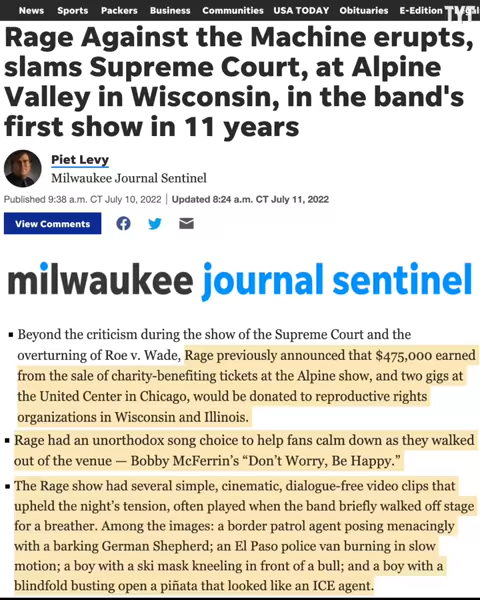 News Sports Packers Business Communities USA TODAY Obituaries E-Edition
TYT
Rage Against the Machine erupts,
slams Supreme Court, at Alpine
Valley in Wisconsin, in the band's
first show in 11 years
Piet Levy
Milwaukee Journal Sentinel
Published 9:38 a.m. CT July 10, 2022 | Updated 8:24 a.m. CT July 11, 2022
View Comments
milwaukee journal sentinel
▪ Beyond the criticism during the show of the Supreme Court and the
overturning of Roe v. Wade, Rage previously announced that $475,000 earned
from the sale of charity-benefiting tickets at the Alpine show, and two gigs at
the United Center in Chicago, would be donated to reproductive rights
organizations in Wisconsin and Illinois.
▪ Rage had an unorthodox song choice to help fans calm down as they walked
out of the venue — Bobby McFerrin's “Don't Worry, Be Happy.”
▪ The Rage show had several simple, cinematic, dialogue-free video clips that
upheld the night's tension, often played when the band briefly walked off stage
for a breather. Among the images: a border patrol agent posing menacingly
with a barking German Shepherd; an El Paso police van burning in slow
motion; a boy with a ski mask kneeling in front of a bull; and a boy with a
blindfold busting open a piñata that looked like an ICE agent.